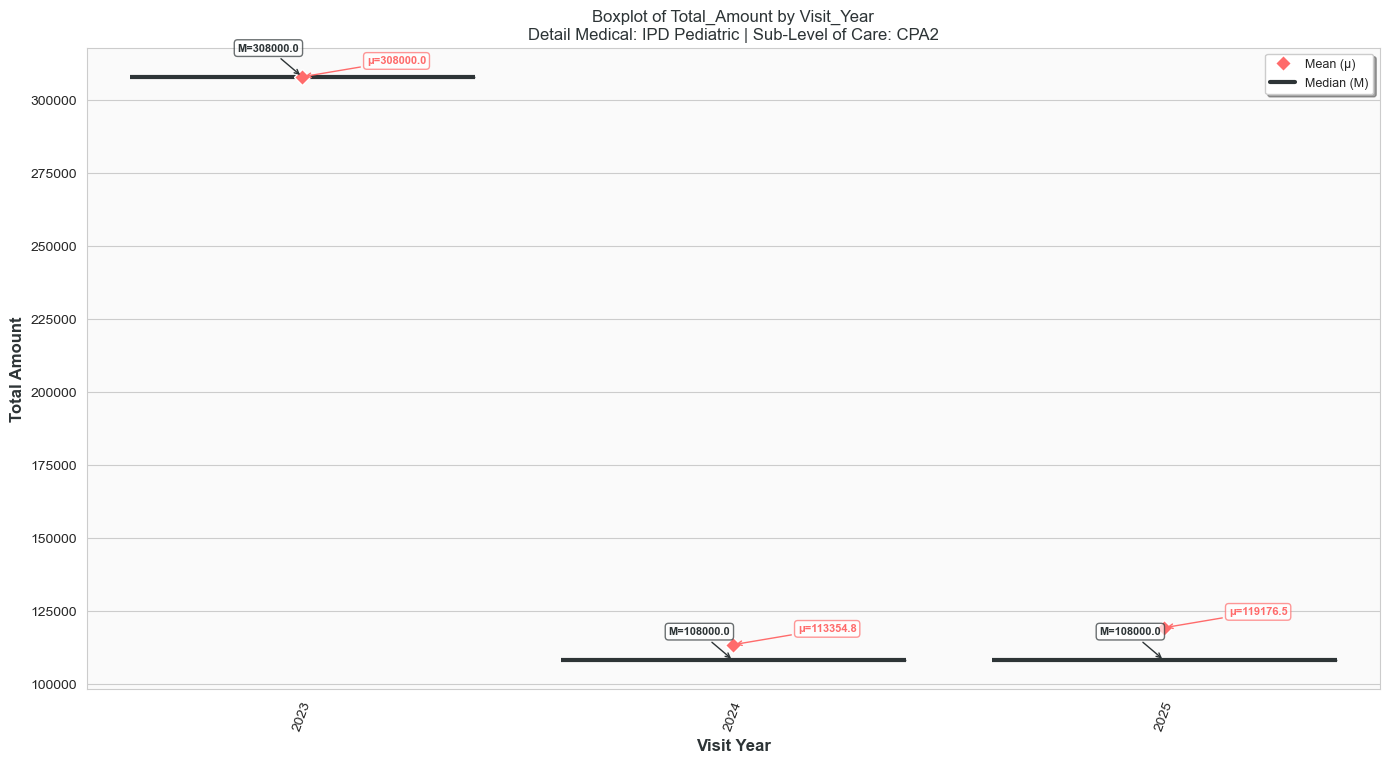 Boxplot of Total_Amount by Visit_Year
Detail Medical: IPD Pediatric | Sub-Level of Care: CPA2
M=308000.0
μ=308000.0
Mean (μ)
Median (M)
300000
275000
250000
225000
200000
175000
150000
125000
100000
Total Amount
M=108000.0
μ=113354.8
M=108000.0
μ=119176.5
2023
2024
2025
Visit Year